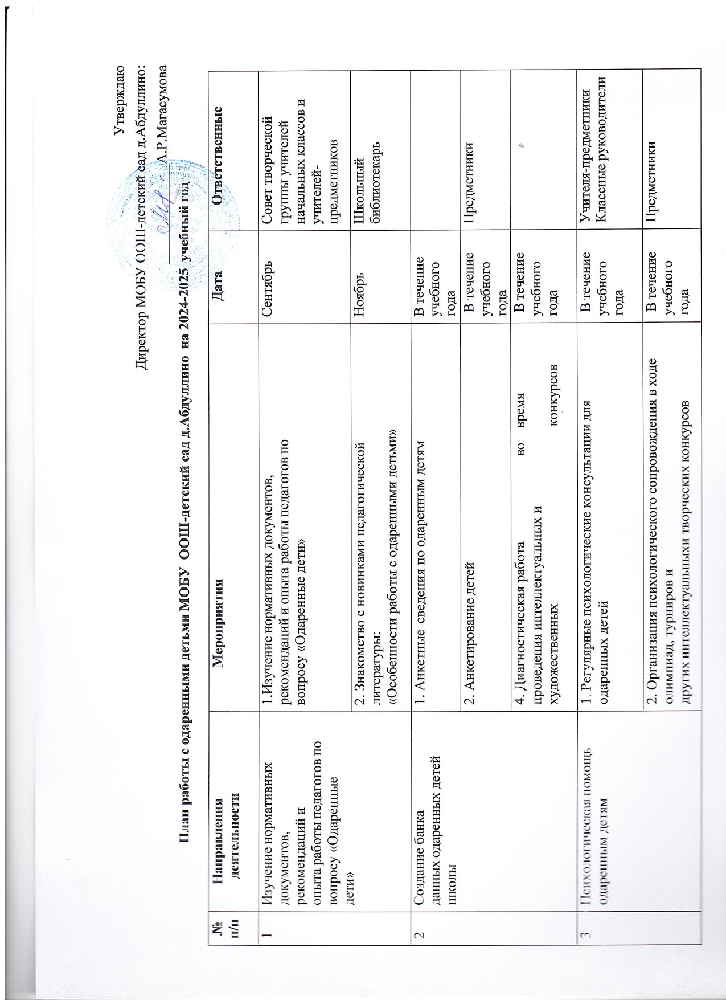 Утверждаю
Директор МОБУ ООШ-детский сад д.Абдуллино:
А.Р.Магасумова
План работы с одаренными детьми МОБУ ООШ-детский сад д.Абдуллино на 2024-2025 учебный год
№
п/п
Направления
деятельности
Мероприятия
Дата
Ответственные
1
Изучение нормативных
документов,
рекомендаций и
опыта работы педагогов по
вопросу «Одаренные
дети»
1.Изучение нормативных документов,
рекомендаций и опыта работы педагогов по
вопросу «Одаренные дети»
Сентябрь
Совет творческой
группы учителей
начальных классов и
учителей-
предметников
2. Знакомство с новинками педагогической
литературы:
«Особенности работы с одаренными детьми»
Ноябрь
Школьный
библиотекарь
2
Создание банка
данных одаренных детей
школы
1. Анкетные сведения по одаренным детям
В течение
учебного
года
2. Анкетирование детей
В течение
учебного
года
Предметники
4. Диагностическая работа во время
проведения интеллектуальных и
художественных конкурсов
В течение
учебного
года
3
Психологическая помощь
одаренным детям
1. Регулярные психологические консультации для
одаренных детей
В течение
учебного
года
Учителя-предметники
Классные руководители
2. Организация психологического сопровождения в ходе
олимпиад, турниров и
других интеллектуальныхи творческих конкурсов
В течение
учебного
года
Предметники